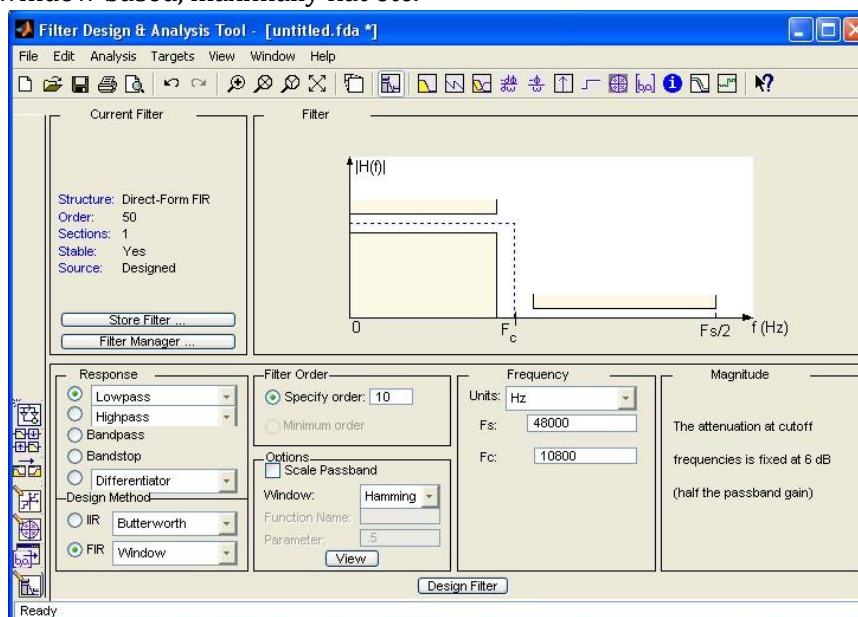 window based, maximally flat etc.
Filter Design & Analysis Tool - [untitled.fda *]
File Edit Analysis Targets View Window Help
Current Filter
Structure: Direct-Form FIR
Order: 50
Sections: 1
Stable: Yes
Source: Designed
Store Filter ...
Filter Manager ...
Filter
|H(f)|
0
Fc
Fs/2
f (Hz)
Response
Lowpass
Highpass
Bandpass
Bandstop
Differentiator
Design Method
IIR Butterworth
FIR Window
Filter Order
Specify order: 10
Minimum order
Options
Scale Passband
Window: Hamming
Function Name:
Parameter: .5
View
Frequency
Units: Hz
Fs: 48000
Fc: 10800
Magnitude
The attenuation at cutoff
frequencies is fixed at 6 dB
(half the passband gain)
Design Filter
Ready